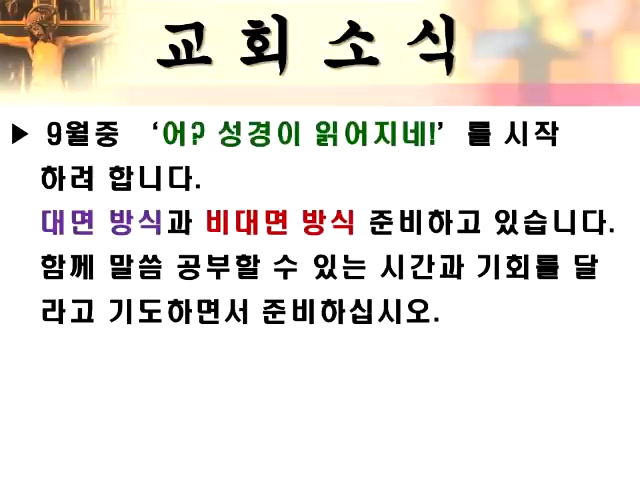 교회소식
▶ 9월중 ‘어? 성경이 읽어지네!’ 를 시작
하려 합니다.
대면 방식과 비대면 방식 준비하고 있습니다.
함께 말씀 공부할 수 있는 시간과 기회를 달
라고 기도하면서 준비하십시오.